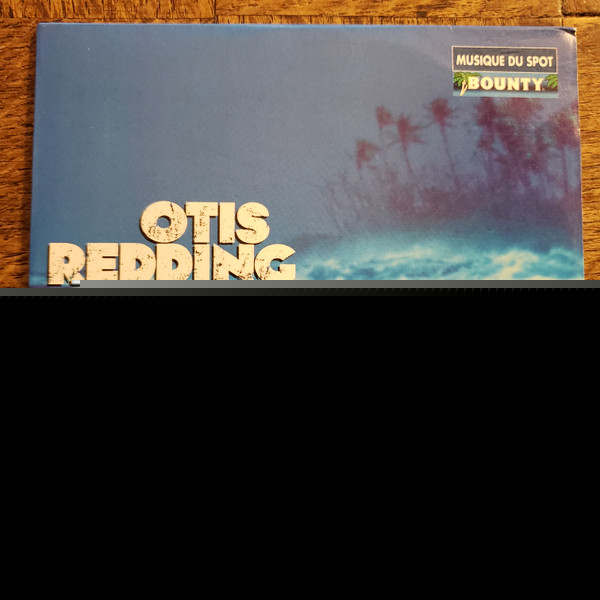 MUSIQUE DU SPOT
BOUNTY
OTIS
REDDING